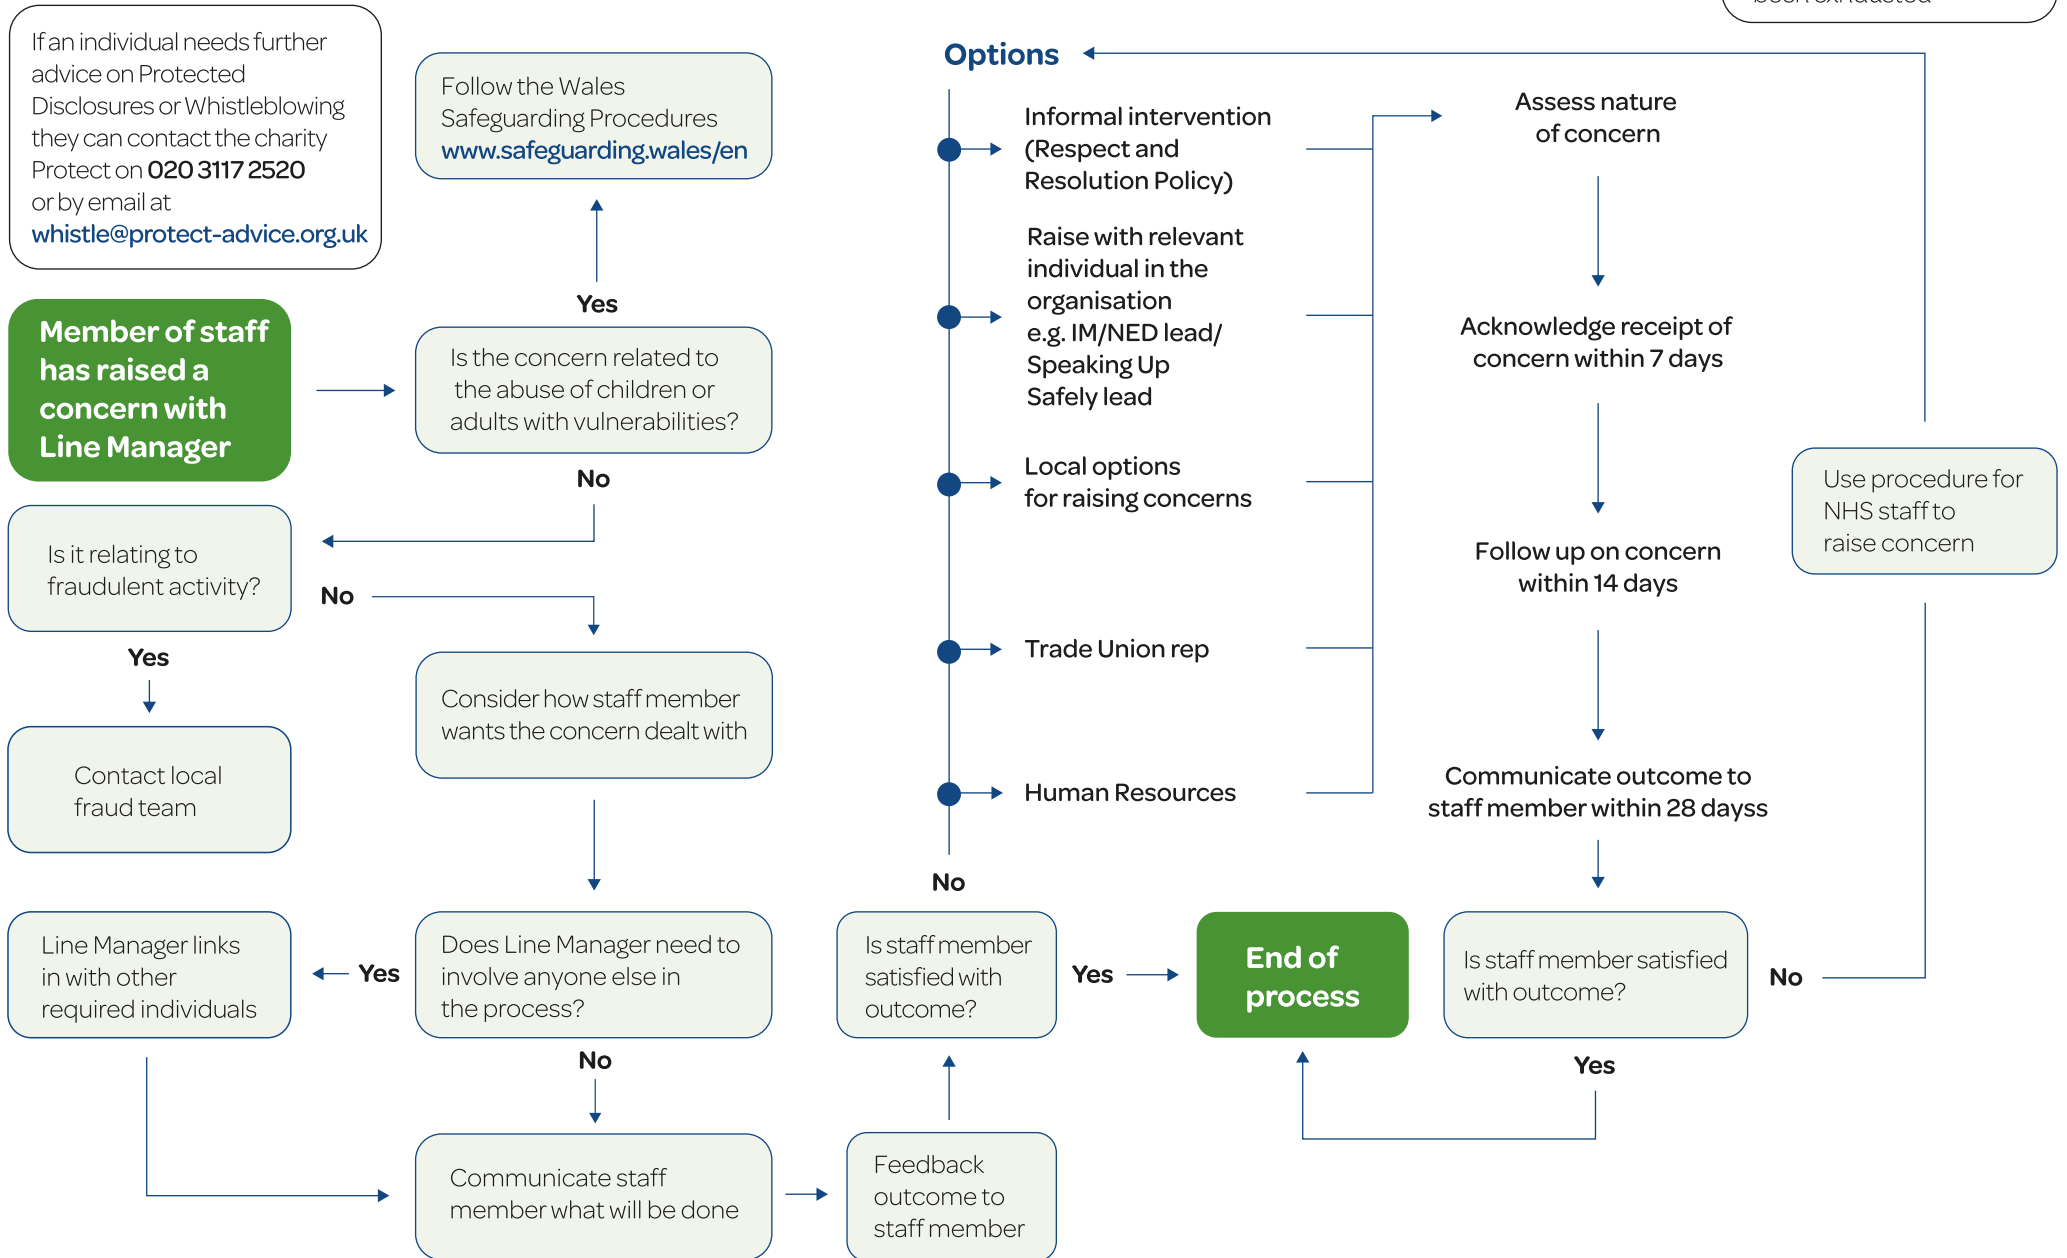 If an individual needs further
advice on Protected
Disclosures or Whistleblowing
they can contact the charity
Protect on 020 3117 2520
or by email at
whistle@protect-advice.org.uk
Follow the Wales
Safeguarding Procedures
www.safeguarding.wales/en
Yes
Member of staff
has raised a
concern with
Line Manager
Is the concern related to
the abuse of children or
adults with vulnerabilities?
No
Is it relating to
fraudulent activity?
No
Yes
Contact local
fraud team
Consider how staff member
wants the concern dealt with
Line Manager links
in with other
required individuals
Yes
Does Line Manager need to
involve anyone else in
the process?
No
Communicate staff
member what will be done
Feedback
outcome to
staff member
Is staff member
satisfied with
outcome?
Yes
No
End of
process
Options
Informal intervention
(Respect and
Resolution Policy)
Raise with relevant
individual in the
organisation
e.g. IM/NED lead/
Speaking Up
Safely lead
Local options
for raising concerns
Trade Union rep
Human Resources
Assess nature
of concern
Acknowledge receipt of
concern within 7 days
Follow up on concern
within 14 days
Communicate outcome to
staff member within 28 dayss
Is staff member satisfied
with outcome?
No
Yes
Use procedure for
NHS staff to
raise concern